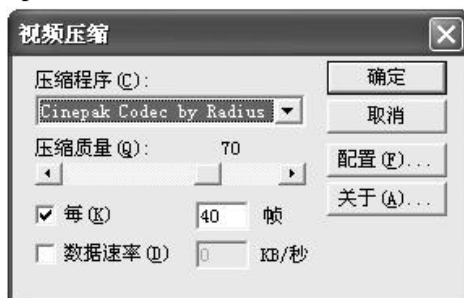 视频压缩
压缩程序(C):
Cinepak Codec by Radius
压缩质量(Q): 70
每(K) 40 帧
数据速率(D) 0 KB/秒
确定
取消
配置(F)...
关于(A)...